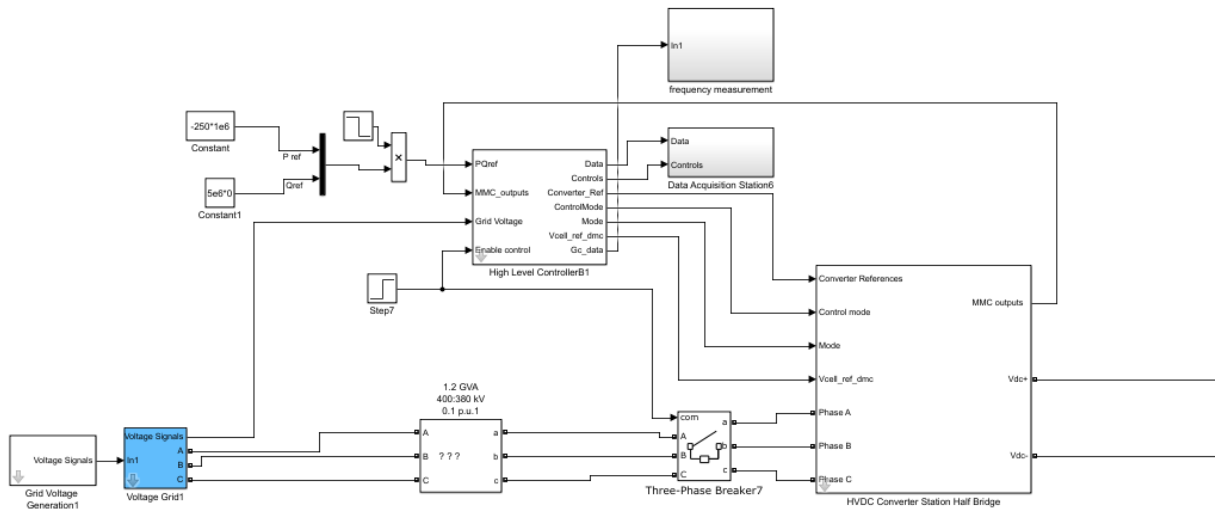 In1
frequency measurement
-250*1e6
Constant
P ref
5e6*0
Qref
Constant1
×
PQref
MMC_outputs
Grid Voltage
Enable control
Data
Controls
Converter_Ref
ControlMode
Mode
Vcell_ref_dmc
Gc_data
High Level ControllerB1
Data
Controls
Data Acquisition Station6
Step7
Converter References
Control mode
Mode
Vcell_ref_dmc
Phase A
Phase B
Phase C
MMC outputs
Vdc+
Vdc-
HVDC Converter Station Half Bridge
1.2 GVA
400:380 kV
0.1 p.u.1
A
B
C
? ? ?
a
b
c
com
A
B
C
a
b
c
Three-Phase Breaker7
Voltage Signals
Grid Voltage
Generation1
Voltage Signals
In1
A
B
C
Voltage Grid1